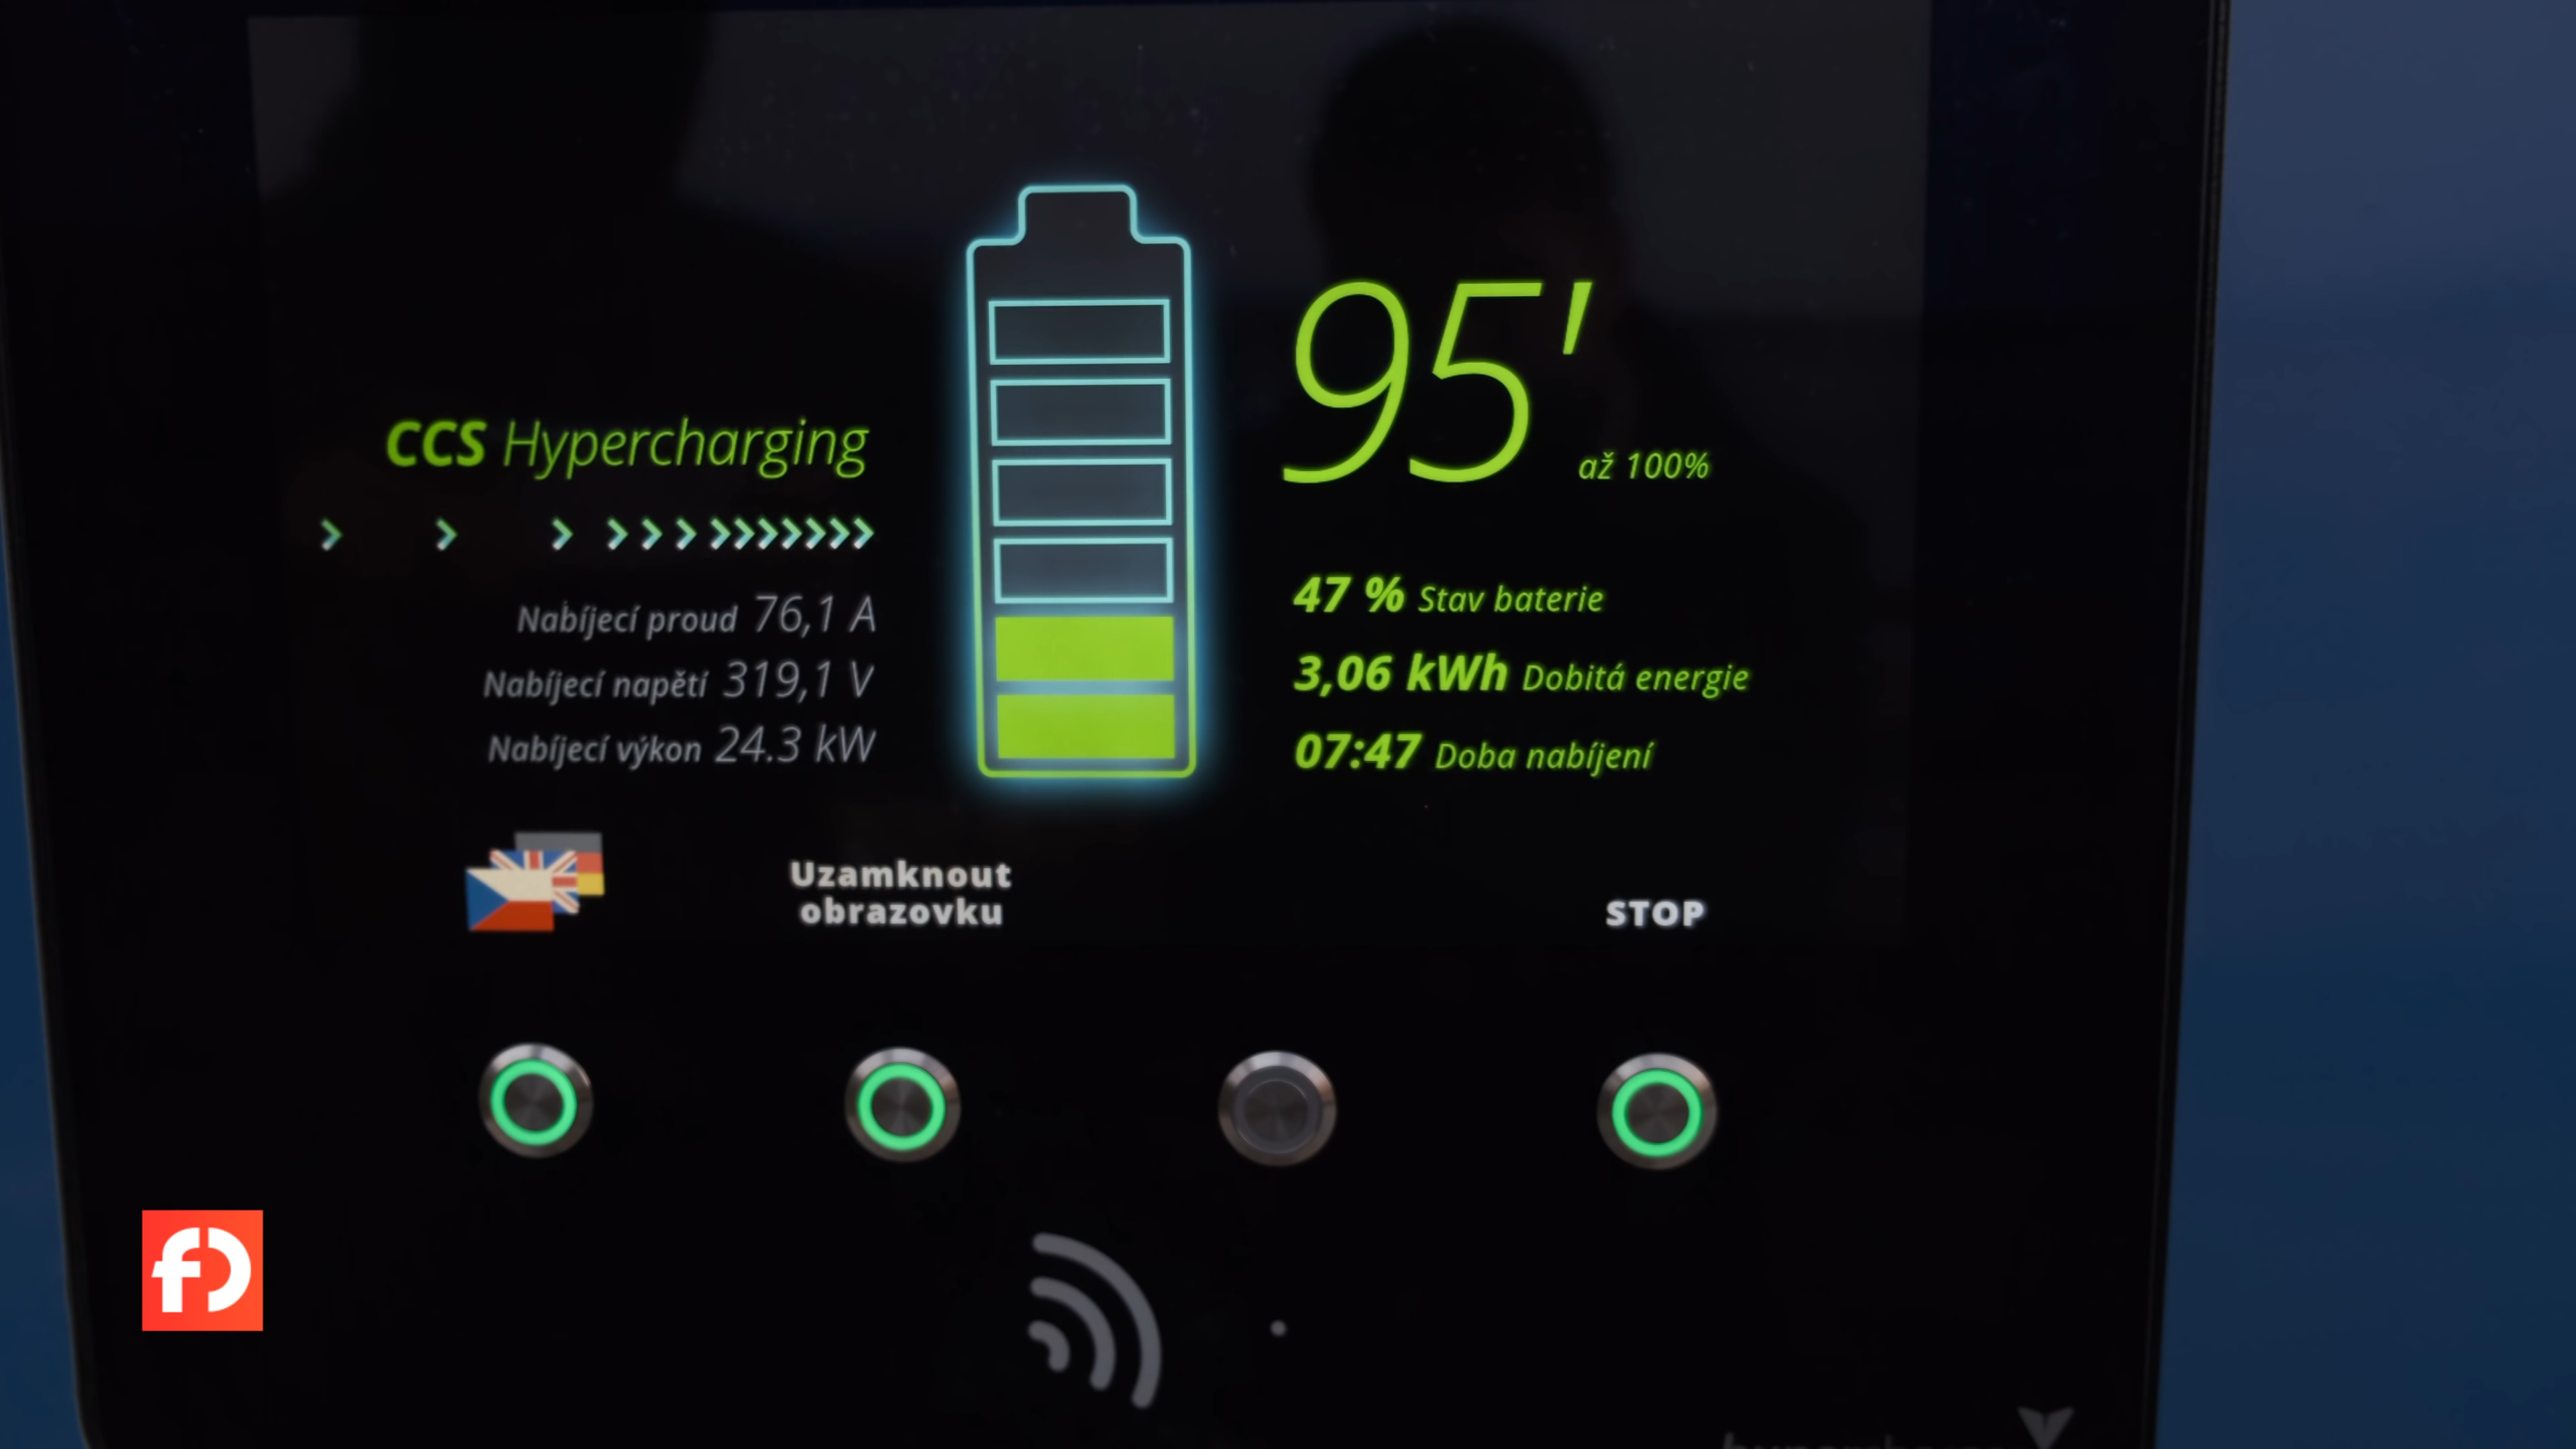 CCS Hypercharging
Nabíjecí proud 76,1 A
Nabíjecí napětí 319,1 V
Nabíjecí výkon 24.3 kW
95' až 100%
47 % Stav baterie
3,06 kWh Dobitá energie
07:47 Doba nabíjení
Uzamknout
obrazovku
STOP